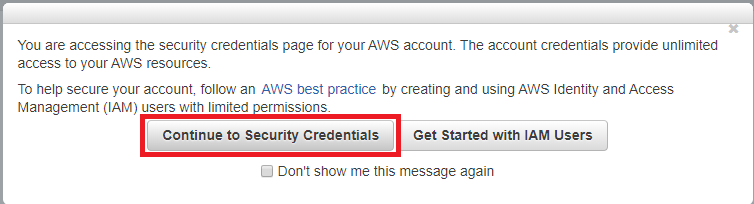 You are accessing the security credentials page for your AWS account. The account credentials provide unlimited
access to your AWS resources.
To help secure your account, follow an AWS best practice by creating and using AWS Identity and Access
Management (IAM) users with limited permissions.
Continue to Security Credentials Get Started with IAM Users
Don't show me this message again